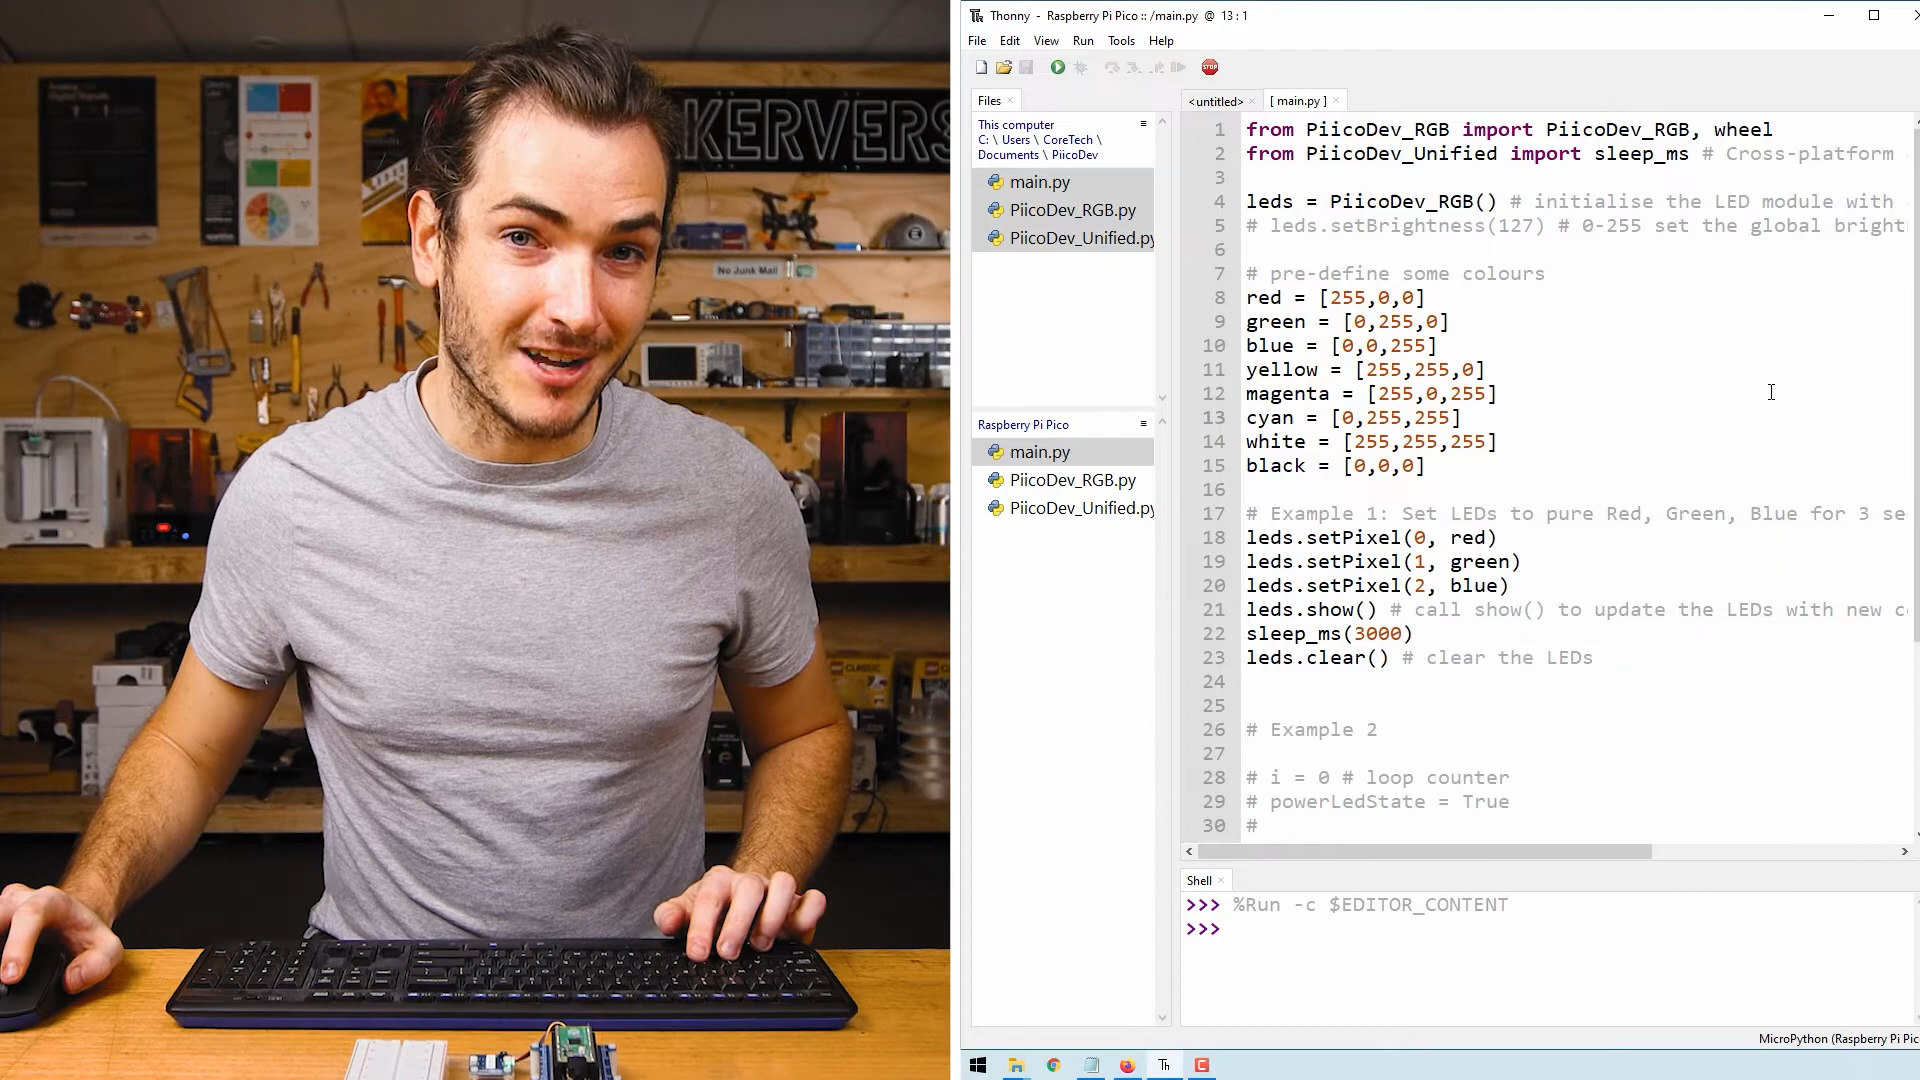 KERVERS
No Junk Mail
CLASSIC
Thonny - Raspberry Pi Pico :: /main.py @ 13 : 1
File Edit View Run Tools Help
STOP
Files
This computer
C: \ Users \ CoreTech \
Documents \ PiicoDev
main.py
PiicoDev_RGB.py
PiicoDev_Unified.py
Raspberry Pi Pico
main.py
PiicoDev_RGB.py
PiicoDev_Unified.py
<untitled> [ main.py ]
1 from PiicoDev_RGB import PiicoDev_RGB, wheel
2 from PiicoDev_Unified import sleep_ms # Cross-platform
3
4 leds = PiicoDev_RGB() # initialise the LED module with
5 # leds.setBrightness(127) # 0-255 set the global bright
6
7 # pre-define some colours
8 red = [255,0,0]
9 green = [0,255,0]
10 blue = [0,0,255]
11 yellow = [255,255,0]
12 magenta = [255,0,255]
13 cyan = [0,255,255]
14 white = [255,255,255]
15 black = [0,0,0]
16
17 # Example 1: Set LEDs to pure Red, Green, Blue for 3 se
18 leds.setPixel(0, red)
19 leds.setPixel(1, green)
20 leds.setPixel(2, blue)
21 leds.show() # call show() to update the LEDs with new c
22 sleep_ms(3000)
23 leds.clear() # clear the LEDs
24
25
26 # Example 2
27
28 # i = 0 # loop counter
29 # powerLedState = True
30 #
Shell
>>> %Run -c $EDITOR_CONTENT
>>>
MicroPython (Raspberry Pi Pic
Th